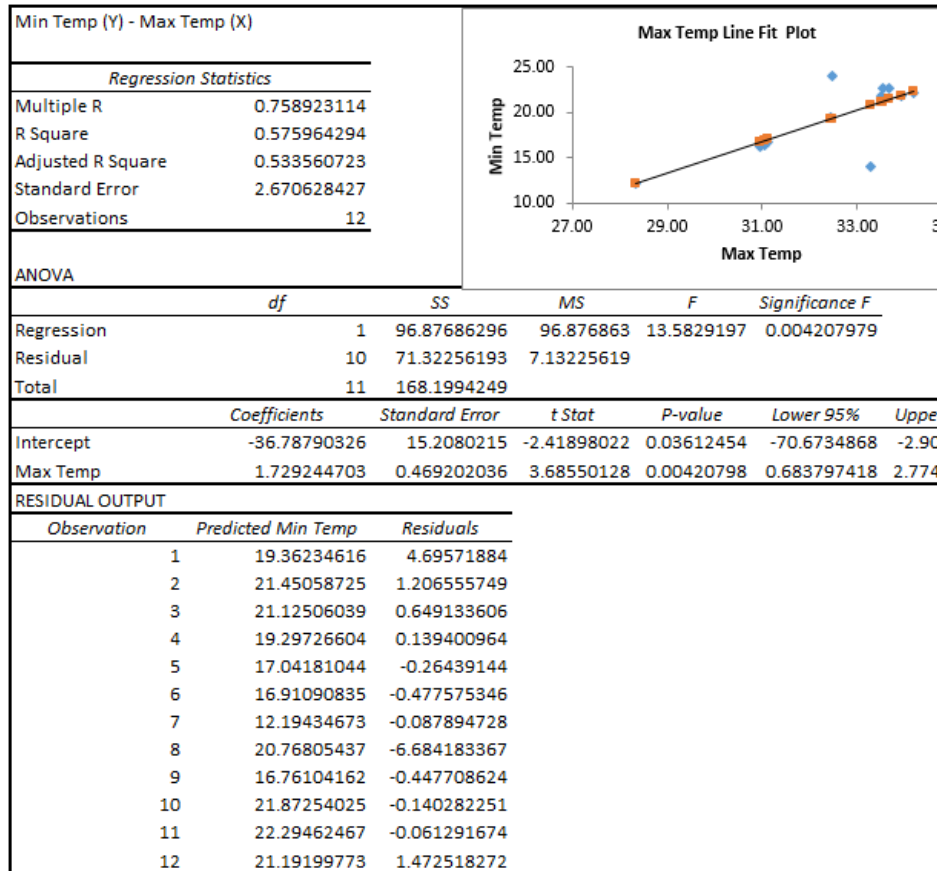 Min Temp (Y) - Max Temp (X)
Max Temp Line Fit Plot
25.00
20.00
15.00
10.00
Min Temp
27.00 29.00 31.00 33.00 3
Max Temp
Regression Statistics
Multiple R 0.758923114
R Square 0.575964294
Adjusted R Square 0.533560723
Standard Error 2.670628427
Observations 12
ANOVA
df SS MS F Significance F
Regression 1 96.87686296 96.876863 13.5829197 0.004207979
Residual 10 71.32256193 7.13225619
Total 11 168.1994249
Coefficients Standard Error t Stat P-value Lower 95% Uppe
Intercept -36.78790326 15.2080215 -2.41898022 0.03612454 -70.6734868 -2.90
Max Temp 1.729244703 0.469202036 3.68550128 0.00420798 0.683797418 2.774
RESIDUAL OUTPUT
Observation Predicted Min Temp Residuals
1 19.36234616 4.69571884
2 21.45058725 1.206555749
3 21.12506039 0.649133606
4 19.29726604 0.139400964
5 17.04181044 -0.26439144
6 16.91090835 -0.477575346
7 12.19434673 -0.087894728
8 20.76805437 -6.684183367
9 16.76104162 -0.447708624
10 21.87254025 -0.140282251
11 22.29462467 -0.061291674
12 21.19199773 1.472518272